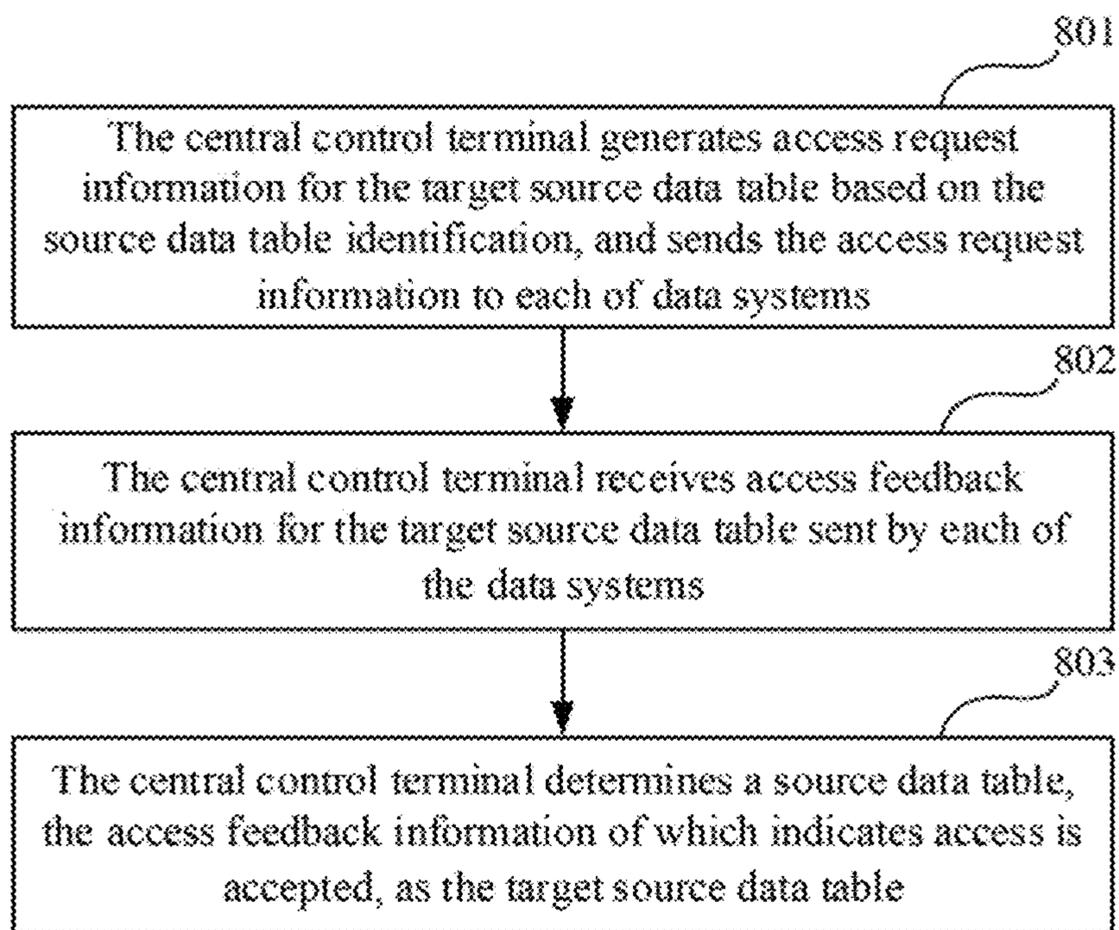 801
The central control terminal generates access request
information for the target source data table based on the
source data table identification, and sends the access request
information to each of data systems
802
The central control terminal receives access feedback
information for the target source data table sent by each of
the data systems
803
The central control terminal determines a source data table,
the access feedback information of which indicates access is
accepted, as the target source data table